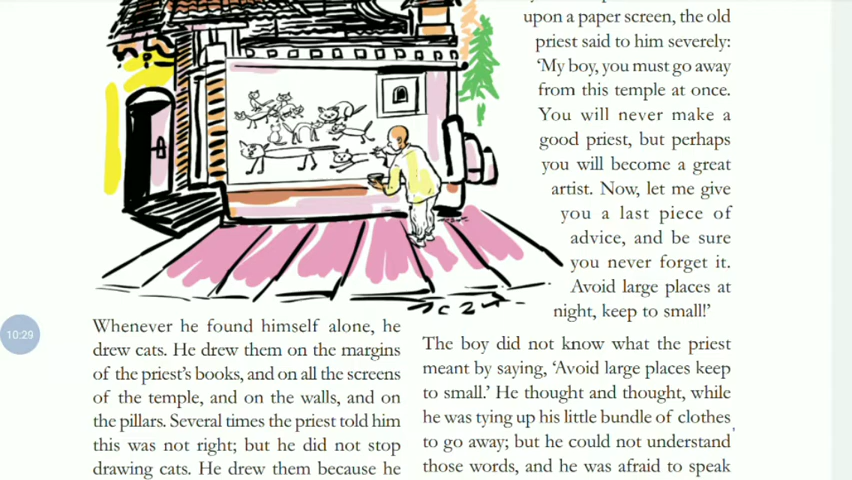 Whenever he found himself alone, he
drew cats. He drew them on the margins
of the priest's books, and on all the screens
of the temple, and on the walls, and on
the pillars. Several times the priest told him
this was not right; but he did not stop
drawing cats. He drew them because he
upon a paper screen, the old
priest said to him severely:
'My boy, you must go away
from this temple at once.
You will never make a
good priest, but perhaps
you will become a great
artist. Now, let me give
you a last piece of
advice, and be sure
you never forget it.
Avoid large places at
night, keep to small!'
The boy did not know what the priest
meant by saying, 'Avoid large places keep
to small.' He thought and thought, while
he was tying up his little bundle of clothes
to go away; but he could not understand
those words, and he was afraid to speak
10:29